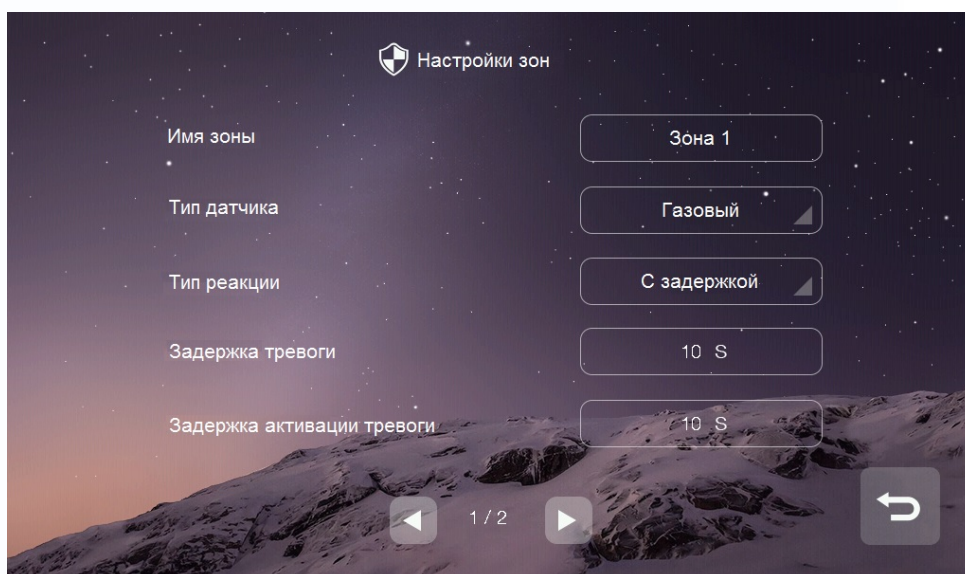 Настройки зон
Имя зоны Зона 1
Тип датчика Газовый
Тип реакции С задержкой
Задержка тревоги 10 S
Задержка активации тревоги 10 S
1 / 2